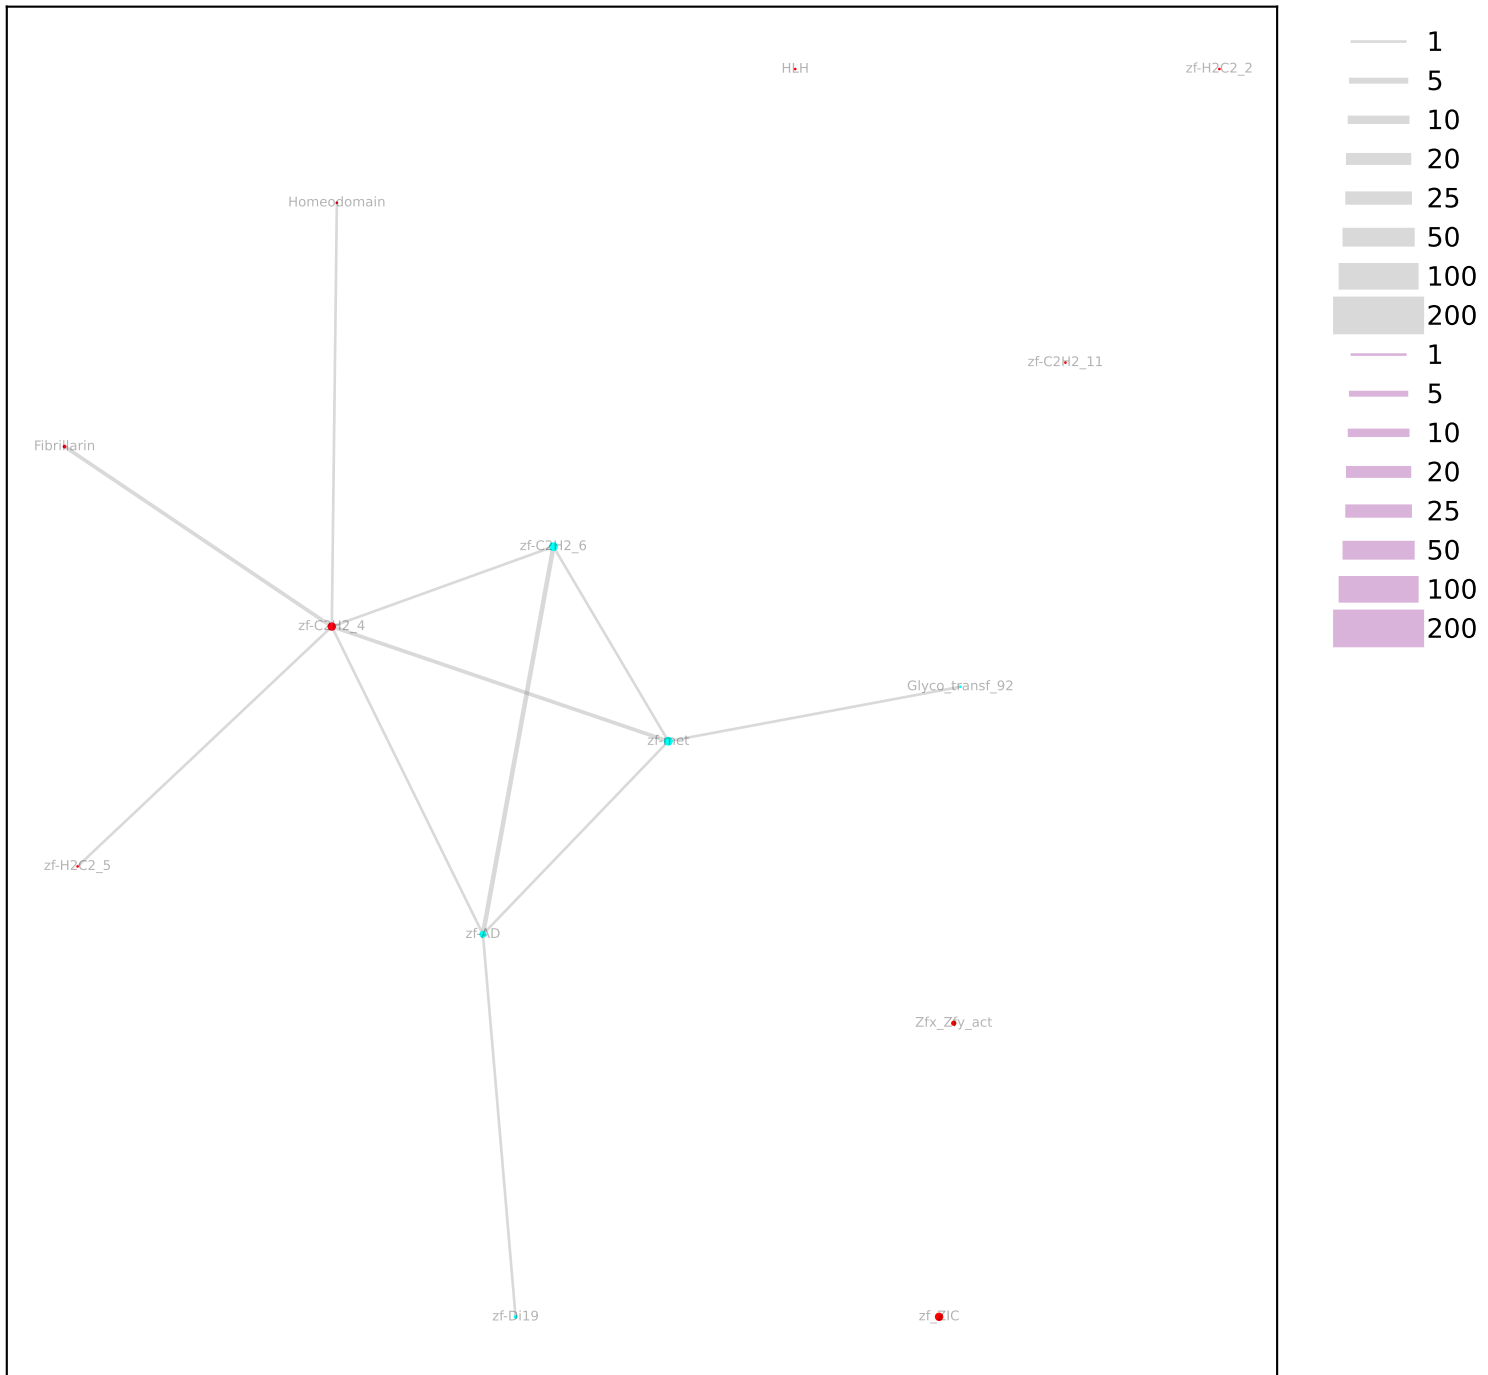 HLH
zf-H2C2_2
Homeodomain
zf-C2H2_11
Fibrillarin
zf-C2H2_6
zf-C2H2_4
Glyco_transf_92
zf-met
zf-H2C2_5
zf-AD
Zfx_Zfy_act
zf-Di19
zf_ZIC
1
5
10
20
25
50
100
200
1
5
10
20
25
50
100
200